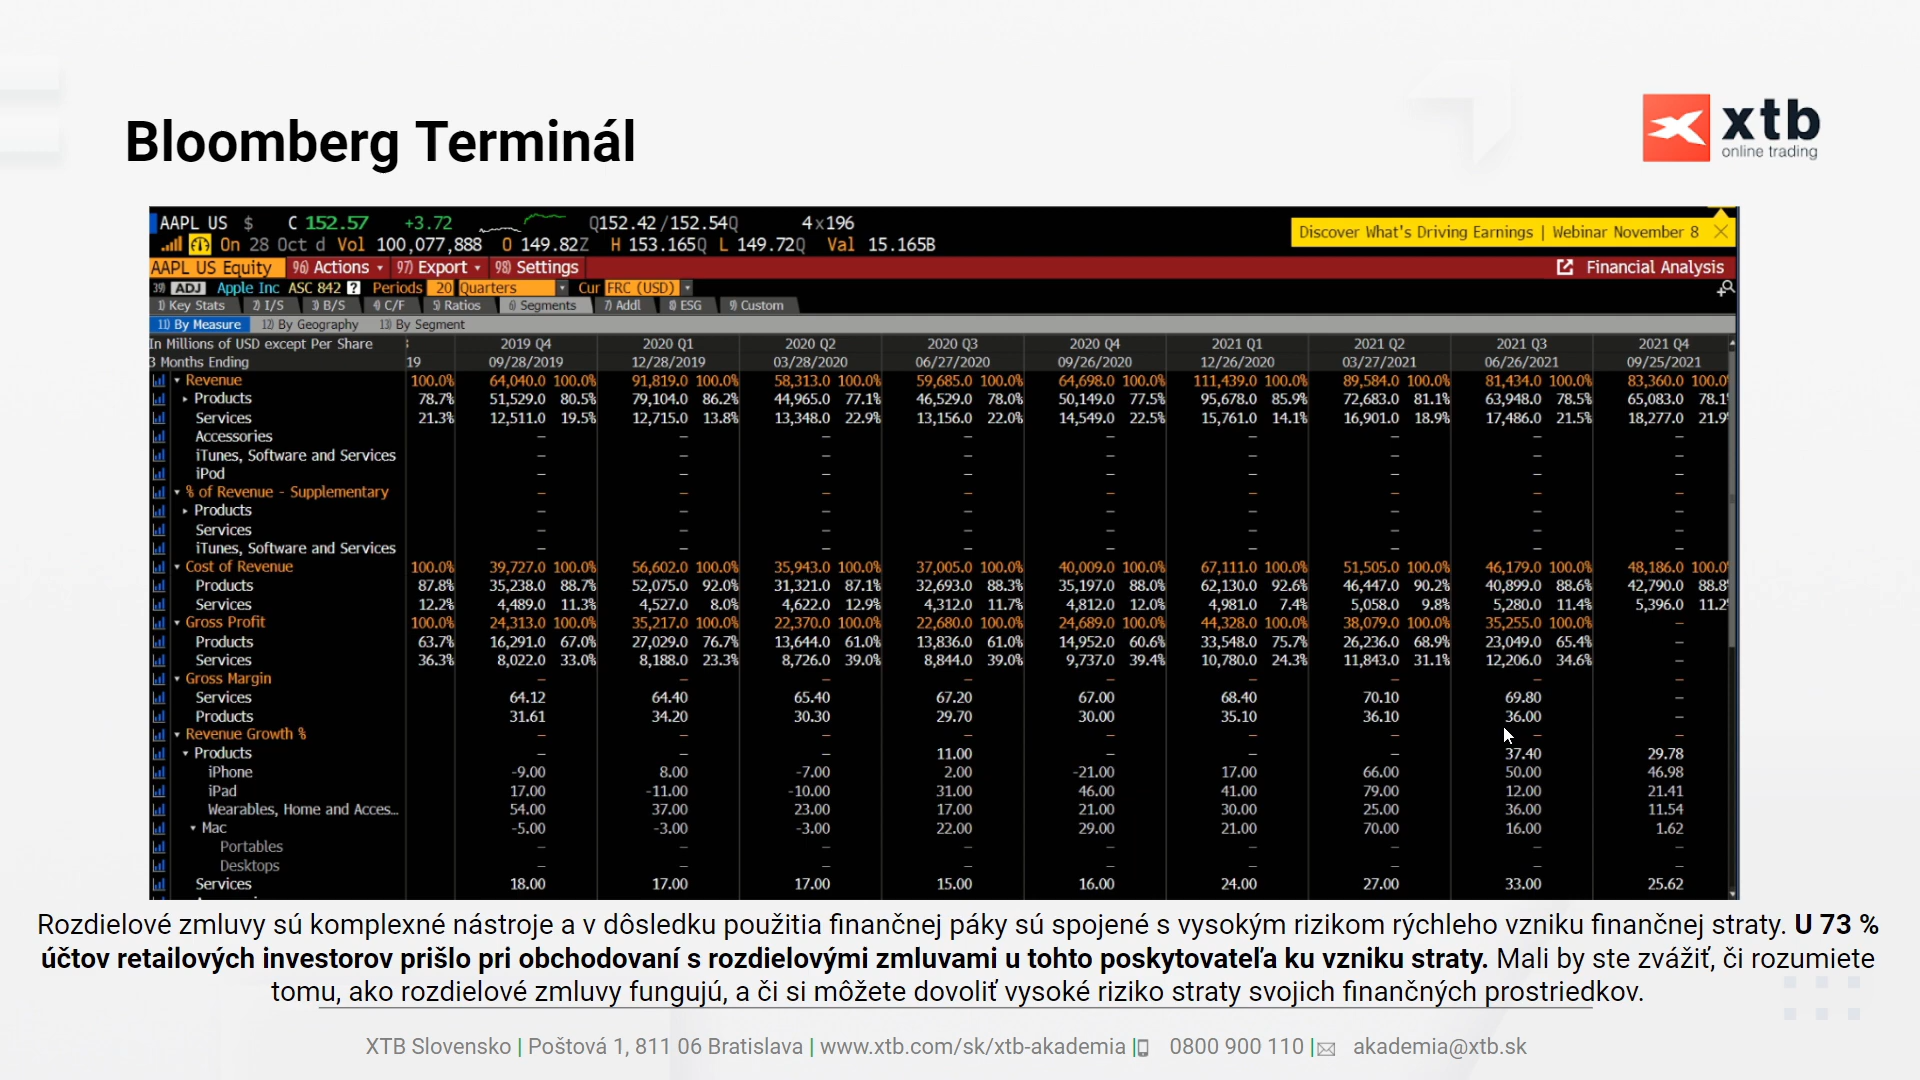 Bloomberg Terminál
xtb
online trading
AAPL US $ C 152.57 +3.72 Q152.42/152.54Q 4x196
On 28 Oct d Vol 100,077,888 O 149.82Z H 153.165Q L 149.72Q Val 15.165B
Discover What's Driving Earnings | Webinar November 8
AAPL US Equity 96) Actions 97) Export 98) Settings Financial Analysis
39) ADJ Apple Inc ASC 842 ? Periods 20 Quarters Cur FRC (USD)
1) Key Stats 2) I/S 3) B/S 4) C/F 5) Ratios 6) Segments 7) Addl 8) ESG 9) Custom
11) By Measure 12) By Geography 13) By Segment
In Millions of USD except Per Share 2019 Q4 2020 Q1 2020 Q2 2020 Q3 2020 Q4 2021 Q1 2021 Q2 2021 Q3 2021 Q4
3 Months Ending 19 09/28/2019 12/28/2019 03/28/2020 06/27/2020 09/26/2020 12/26/2020 03/27/2021 06/26/2021 09/25/2021
Revenue 100.0% 64,040.0 100.0% 91,819.0 100.0% 58,313.0 100.0% 59,685.0 100.0% 64,698.0 100.0% 111,439.0 100.0% 89,584.0 100.0% 81,434.0 100.0% 83,360.0 100.0
Products 78.7% 51,529.0 80.5% 79,104.0 86.2% 44,965.0 77.1% 46,529.0 78.0% 50,149.0 77.5% 95,678.0 85.9% 72,683.0 81.1% 63,948.0 78.5% 65,083.0 78.1
Services 21.3% 12,511.0 19.5% 12,715.0 13.8% 13,348.0 22.9% 13,156.0 22.0% 14,549.0 22.5% 15,761.0 14.1% 16,901.0 18.9% 17,486.0 21.5% 18,277.0 21.9
Accessories – – – – – – – – –
iTunes, Software and Services – – – – – – – – –
iPod – – – – – – – – –
% of Revenue - Supplementary – – – – – – – – –
Products – – – – – – – – –
Services – – – – – – – – –
iTunes, Software and Services – – – – – – – – –
Cost of Revenue 100.0% 39,727.0 100.0% 56,602.0 100.0% 35,943.0 100.0% 37,005.0 100.0% 40,009.0 100.0% 67,111.0 100.0% 51,505.0 100.0% 46,179.0 100.0% 48,186.0 100.0
Products 87.8% 35,238.0 88.7% 52,075.0 92.0% 31,321.0 87.1% 32,693.0 88.3% 35,197.0 88.0% 62,130.0 92.6% 46,447.0 90.2% 40,899.0 88.6% 42,790.0 88.8
Services 12.2% 4,489.0 11.3% 4,527.0 8.0% 4,622.0 12.9% 4,312.0 11.7% 4,812.0 12.0% 4,981.0 7.4% 5,058.0 9.8% 5,280.0 11.4% 5,396.0 11.2
Gross Profit 100.0% 24,313.0 100.0% 35,217.0 100.0% 22,370.0 100.0% 22,680.0 100.0% 24,689.0 100.0% 44,328.0 100.0% 38,079.0 100.0% 35,255.0 100.0% –
Products 63.7% 16,291.0 67.0% 27,029.0 76.7% 13,644.0 61.0% 13,836.0 61.0% 14,952.0 60.6% 33,548.0 75.7% 26,236.0 68.9% 23,049.0 65.4% –
Services 36.3% 8,022.0 33.0% 8,188.0 23.3% 8,726.0 39.0% 8,844.0 39.0% 9,737.0 39.4% 10,780.0 24.3% 11,843.0 31.1% 12,206.0 34.6% –
Gross Margin – – – – – – – – –
Services 64.12 64.40 65.40 67.20 67.00 68.40 70.10 69.80 –
Products 31.61 34.20 30.30 29.70 30.00 35.10 36.10 36.00 –
Revenue Growth % – – – – – – – – –
Products – – – 11.00 – – – 37.40 29.78
iPhone -9.00 8.00 -7.00 2.00 -21.00 17.00 66.00 50.00 46.98
iPad 17.00 -11.00 -10.00 31.00 46.00 41.00 79.00 12.00 21.41
Wearables, Home and Acces... 54.00 37.00 23.00 17.00 21.00 30.00 25.00 36.00 11.54
Mac -5.00 -3.00 -3.00 22.00 29.00 21.00 70.00 16.00 1.62
Portables – – – – – – – – –
Desktops – – – – – – – – –
Services 18.00 17.00 17.00 15.00 16.00 24.00 27.00 33.00 25.62
Rozdielové zmluvy sú komplexné nástroje a v dôsledku použitia finančnej páky sú spojené s vysokým rizikom rýchleho vzniku finančnej straty. U 73 %
účtov retailových investorov prišlo pri obchodovaní s rozdielovými zmluvami u tohto poskytovateľa ku vzniku straty. Mali by ste zvážiť, či rozumiete
tomu, ako rozdielové zmluvy fungujú, a či si môžete dovoliť vysoké riziko straty svojich finančných prostriedkov.
XTB Slovensko | Poštová 1, 811 06 Bratislava | www.xtb.com/sk/xtb-akademia | 0800 900 110 | akademia@xtb.sk